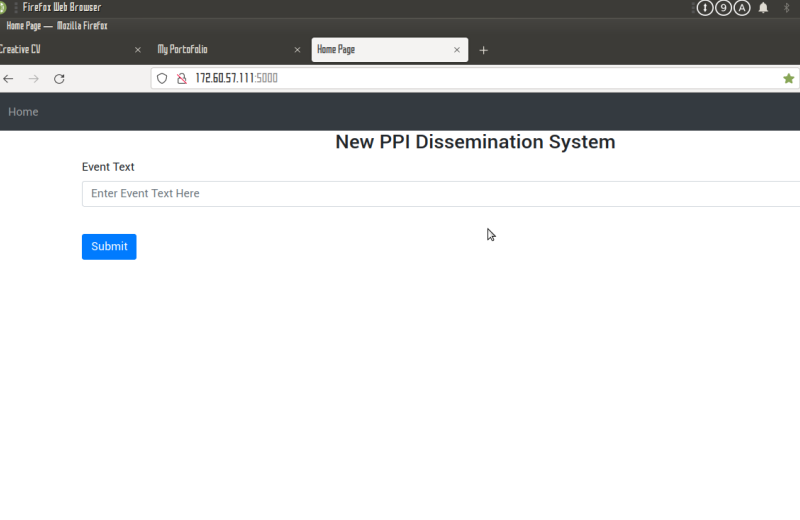 Firefox Web Browser
9 A
Home Page — Mozilla Firefox
Creative CV
My Portofolio
Home Page
172.60.57.111:5000
Home
New PPI Dissemination System
Event Text
Enter Event Text Here
Submit